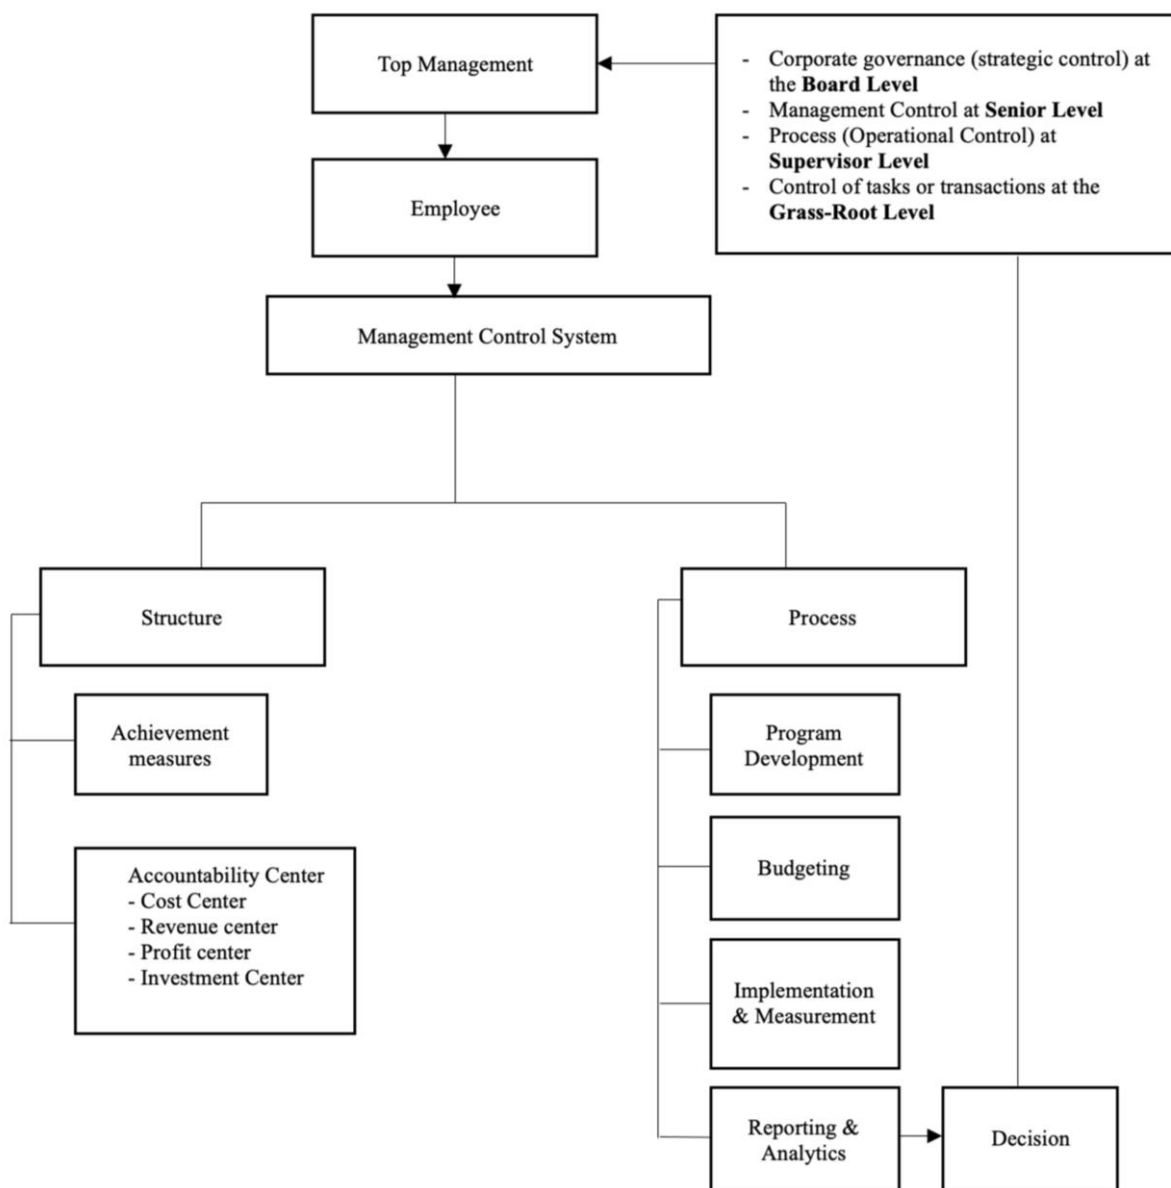 Top Management
- Corporate governance (strategic control) at
the Board Level
- Management Control at Senior Level
- Process (Operational Control) at
Supervisor Level
- Control of tasks or transactions at the
Grass-Root Level
Employee
Management Control System
Structure
Process
Achievement
measures
Program
Development
Accountability Center
- Cost Center
- Revenue center
- Profit center
- Investment Center
Budgeting
Implementation
& Measurement
Reporting &
Analytics
Decision